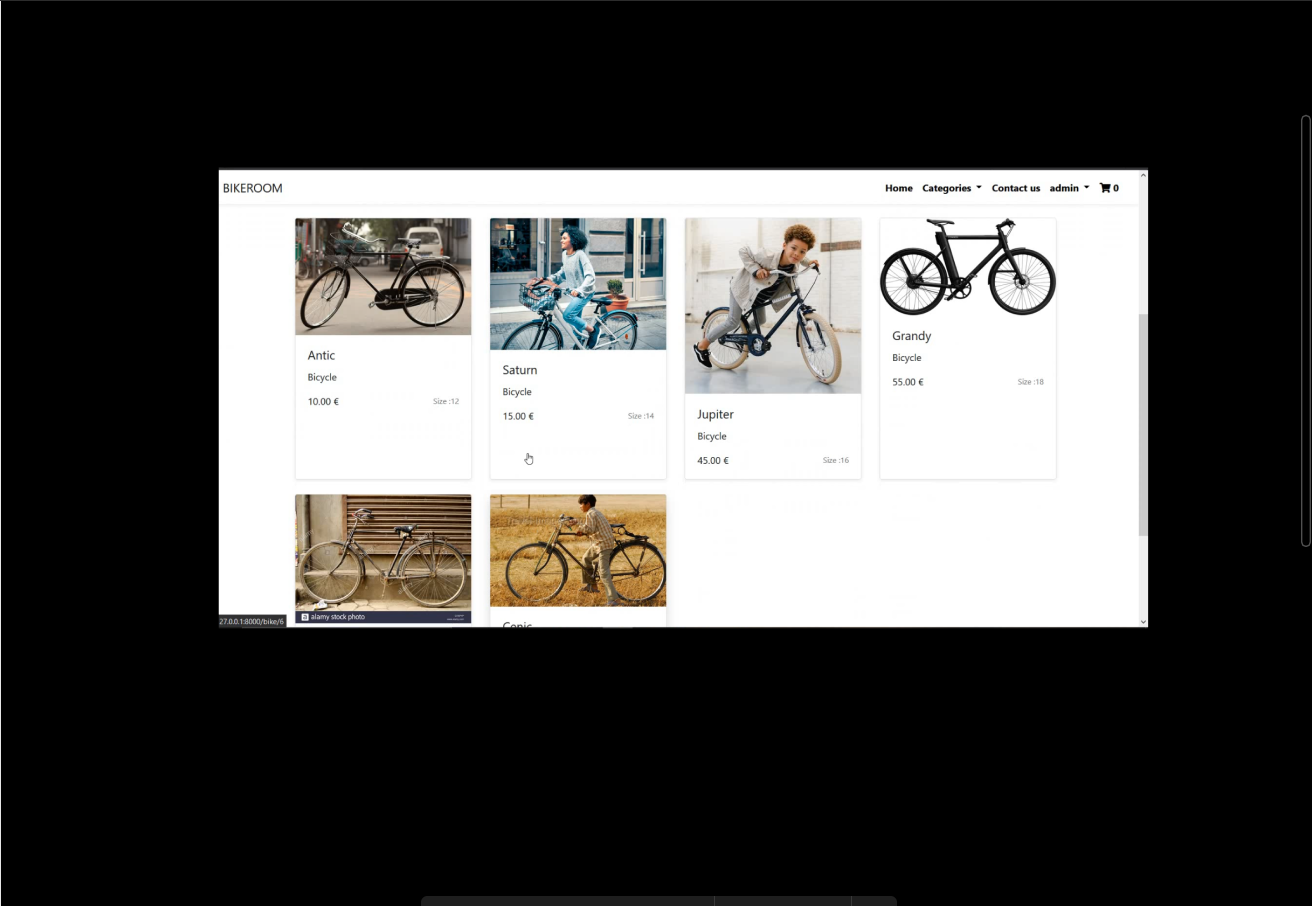 BIKEROOM
Home Categories Contact us admin 0
Antic
Bicycle
10.00 €
Size :12
Saturn
Bicycle
15.00 €
Size :14
Jupiter
Bicycle
45.00 €
Size :16
Grandy
Bicycle
55.00 €
Size :18
a alamy stock photo
27.0.0.1:8000/bike/6